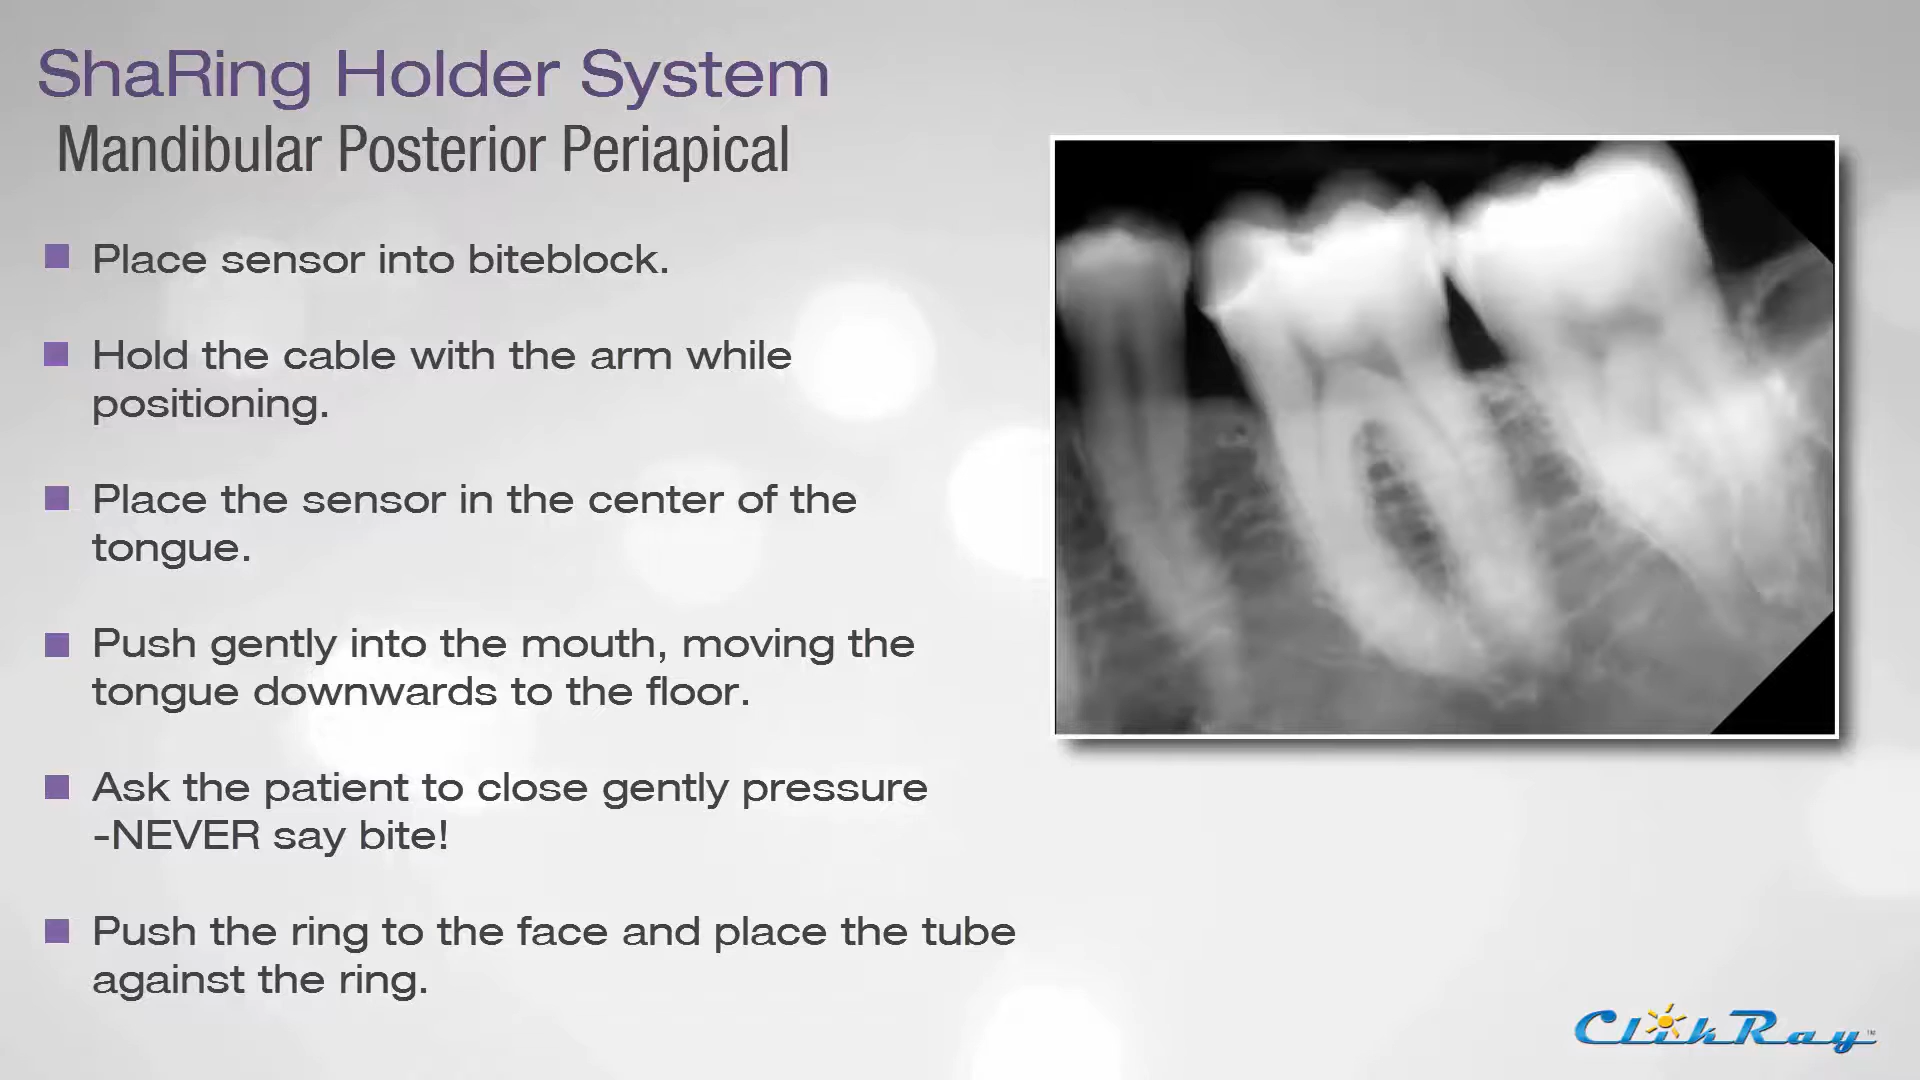 ShaRing Holder System
Mandibular Posterior Periapical
Place sensor into biteblock.
Hold the cable with the arm while
positioning.
Place the sensor in the center of the
tongue.
Push gently into the mouth, moving the
tongue downwards to the floor.
Ask the patient to close gently pressure
-NEVER say bite!
Push the ring to the face and place the tube
against the ring.
ClikRay